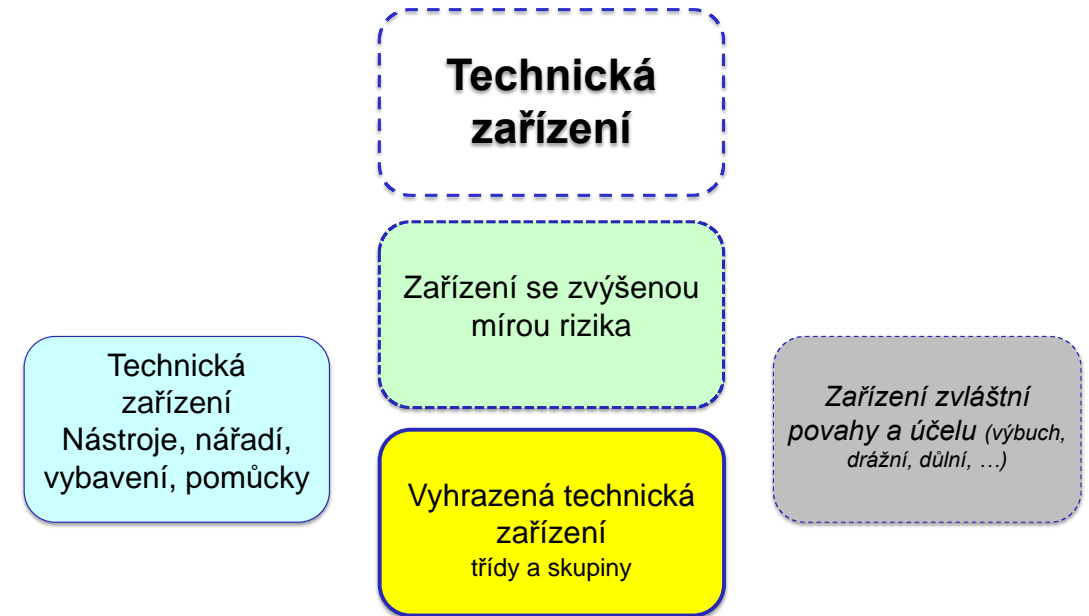 Technická
zařízení
Zařízení se zvýšenou
mírou rizika
Technická
zařízení
Nástroje, nářadí,
vybavení, pomůcky
Vyhrazená technická
zařízení
třídy a skupiny
Zařízení zvláštní
povahy a účelu (výbuch,
drážní, důlní, …)